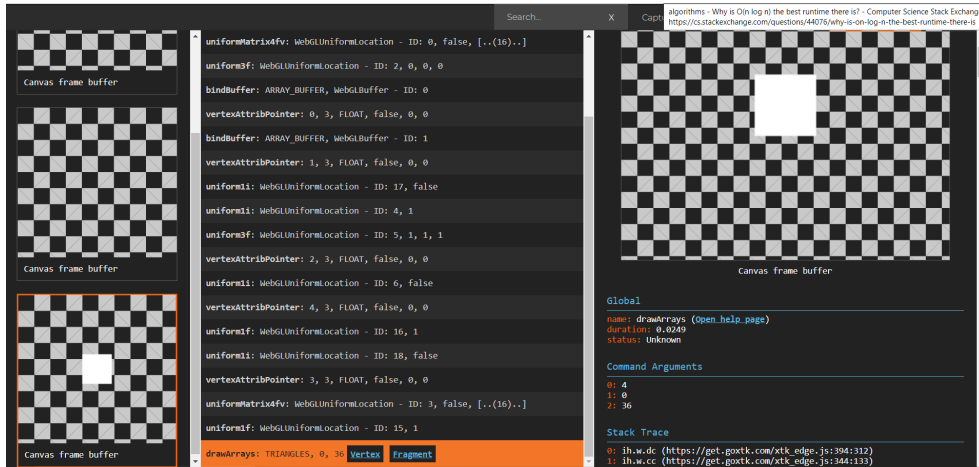 Search...
X
Captu
algorithms - Why is O(n log n) the best runtime there is? - Computer Science Stack Exchang
https://cs.stackexchange.com/questions/44076/why-is-on-log-n-the-best-runtime-there-is
Canvas frame buffer
Canvas frame buffer
Canvas frame buffer
uniformMatrix4fv: WebGLUniformLocation - ID: 0, false, [..(16)..]
uniform3f: WebGLUniformLocation - ID: 2, 0, 0, 0
bindBuffer: ARRAY_BUFFER, WebGLBuffer - ID: 0
vertexAttribPointer: 0, 3, FLOAT, false, 0, 0
bindBuffer: ARRAY_BUFFER, WebGLBuffer - ID: 1
vertexAttribPointer: 1, 3, FLOAT, false, 0, 0
uniform1i: WebGLUniformLocation - ID: 17, false
uniform1i: WebGLUniformLocation - ID: 4, 1
uniform3f: WebGLUniformLocation - ID: 5, 1, 1, 1
vertexAttribPointer: 2, 3, FLOAT, false, 0, 0
uniform1i: WebGLUniformLocation - ID: 6, false
vertexAttribPointer: 4, 3, FLOAT, false, 0, 0
uniform1f: WebGLUniformLocation - ID: 16, 1
uniform1i: WebGLUniformLocation - ID: 18, false
vertexAttribPointer: 3, 3, FLOAT, false, 0, 0
uniformMatrix4fv: WebGLUniformLocation - ID: 3, false, [..(16)..]
uniform1f: WebGLUniformLocation - ID: 15, 1
drawArrays: TRIANGLES, 0, 36 Vertex Fragment
Canvas frame buffer
Global
name: drawArrays (Open help page)
duration: 0.0249
status: Unknown
Command Arguments
0: 4
1: 0
2: 36
Stack Trace
0: ih.w.dc (https://get.goxtk.com/xtk_edge.js:394:312)
1: ih.w.cc (https://get.goxtk.com/xtk_edge.js:344:133)